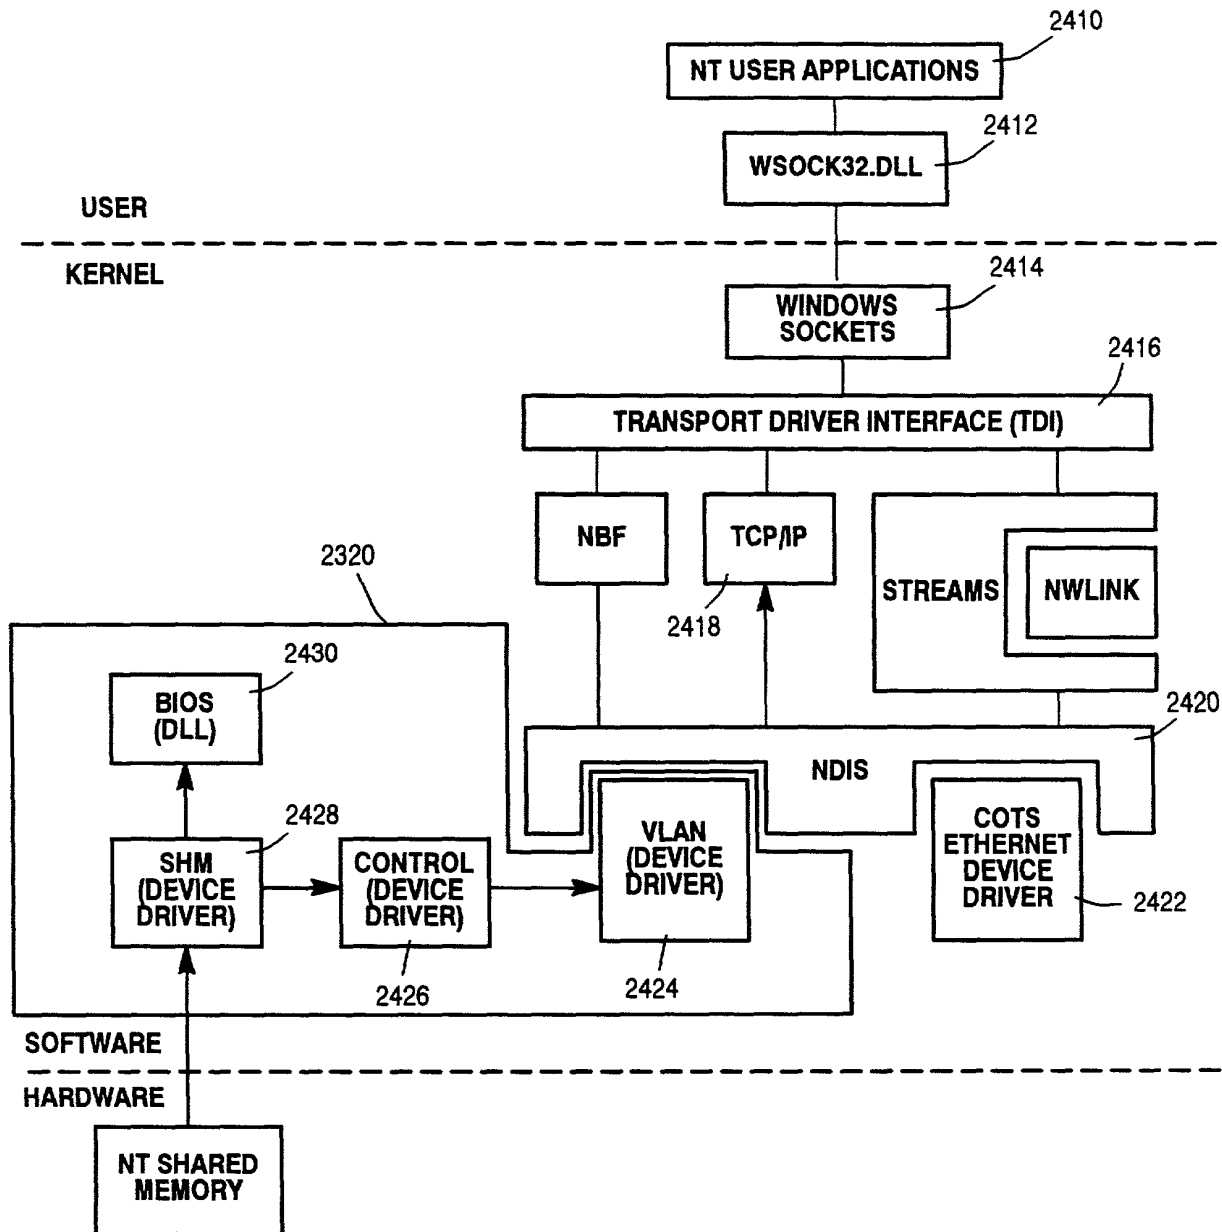 2410
NT USER APPLICATIONS
2412
WSOCK32.DLL
USER
KERNEL
2414
WINDOWS
SOCKETS
2416
TRANSPORT DRIVER INTERFACE (TDI)
NBF
TCP/IP
2418
STREAMS
NWLINK
2320
2430
BIOS
(DLL)
2420
NDIS
2428
SHM
(DEVICE
DRIVER)
CONTROL
(DEVICE
DRIVER)
2426
VLAN
(DEVICE
DRIVER)
2424
COTS
ETHERNET
DEVICE
DRIVER
2422
SOFTWARE
HARDWARE
NT SHARED
MEMORY